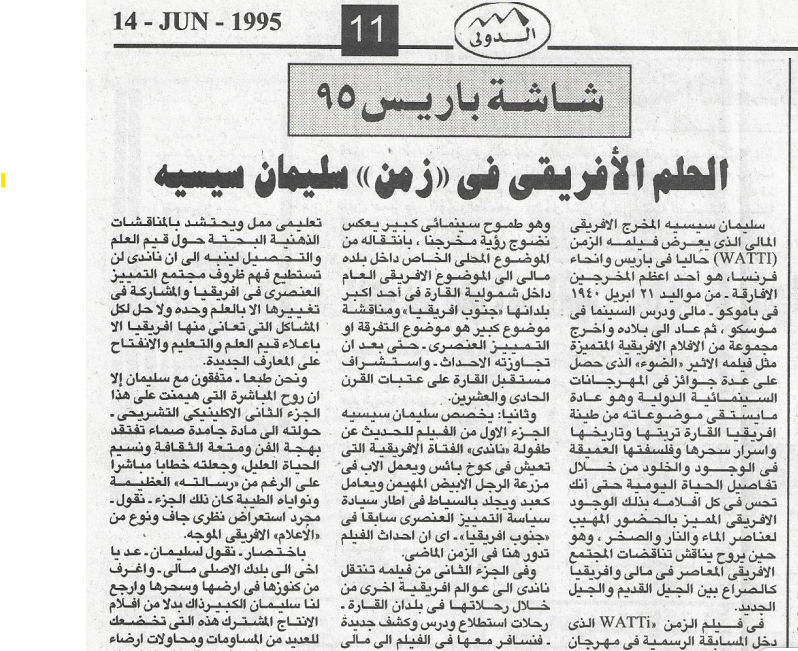 14 - JUN - 1995
11
الدولى
شاشة باريس ٩٥
الحلم الأفريقى فى «زمن» سليمان سيسيه
سليمان سيسيه المخرج الافريقى
المالى الذى يعرض فيلمه الزمن
(WATTI) حاليا فى باريس وانحاء
فرنسا، هو أحد اعظم المخرجين
الافارقة ـ من مواليد ٢١ ابريل ١٩٤٠
فى باموكو ـ مالى ودرس السينما فى
موسكو ، ثم عاد الى بلاده واخرج
مجموعة من الافلام الافريقية المتميزة
مثل فيلمه الاثير «الضوء» الذى حصل
على عدة جوائز فى المهرجانات
السينمائية الدولية وهو عادة
مايستقى موضوعاته من طينة
افريقيا القارة تربتها وتاريخها
واسرار سحرها وفلسفتها العميقة
فى الوجود والخلود من خلال
تفاصيل الحياة اليومية حتى انك
تحس فى كل افلامه بذلك الوجود
الافريقى المميز بالحضور المهيب
لعناصر الماء والنار والصخر ، وهو
حين يروح يناقش تناقضات المجتمع
الافريقى المعاصر فى مالى وافريقيا
كالصراع بين الجيل القديم والجيل
الجديد.
فى فيلم الزمن «WATTi الذى
دخل المسابقة الرسمية فى مهرجان
وهو طموح سينمائى كبير يعكس
نضوج رؤية مخرجنا ، بانتقاله من
الموضوع المحلى الخاص داخل بلده
مالى الى الموضوع الافريقى العام
داخل شمولية القارة فى أحد اكبر
بلدانها «جنوب افريقيا» ومناقشة
موضوع كبير هو موضوع التفرقة او
التمييز العنصرى ـ حتى بعد ان
تجاوزته الاحداث ـ واستشراف
مستقبل القارة على عتبات القرن
الحادى والعشرين.
وثانيا: يخصص سليمان سيسيه
الجزء الاول من الفيلم للحديث عن
طفولة «ناندى» الفتاة الافريقية التى
تعيش فى كوخ بائس ويعمل الاب فى
مزرعة الرجل الابيض المهيمن ويعامل
كعبد ويجلد بالسياط فى اطار سيادة
سياسة التمييز العنصرى سابقا فى
«جنوب افريقيا» ـ اى ان احداث الفيلم
تدور هنا فى الزمن الماضى.
وفى الجزء الثانى من فيلمه تنتقل
ناندى الى عوالم افريقية اخرى من
خلال رحلاتها فى بلدان القارة ـ
رحلات استطلاع ودرس وكشف جديدة
ـ فنسافر معها فى الفيلم الى مالى
تعليمى ممل ويحتشد بالمناقشات
الذهنية البحتة حول قيم العلم
والتحصيل لينبه الى ان ناندى لن
تستطيع فهم ظروف مجتمع التمييز
العنصرى فى افريقيا والمشاركة فى
تغييرها الا بالعلم وحده ولا حل لكل
المشاكل التى تعانى منها افريقيا الا
باعلاء قيم العلم والتعليم والانفتاح
على المعارف الجديدة.
ونحن طبعا ـ متفقون مع سليمان إلا
ان روح المباشرة التى هيمنت على هذا
الجزء الثانى الاكلينيكى التشريحى ـ
حولته الى مادة جامدة صماء تفتقد
بهجة الفن ومتعة الثقافة ونسيم
الحياة العليل، وجعلته خطابا مباشرا
على الرغم من «رسالته» العظيمة
ونواياه الطيبة كان ذلك الجزء ـ نقول ـ
مجرد استعراض نظرى جاف ونوع من
«الأعلام» الافريقى الموجه.
باختصار ـ نقول لسليمان ـ عد يا
اخى الى بلدك الاصلى مالى ـ واغرف
من كنوزها فى ارضها وسحرها وارجع
لنا سليمان الكبير ذاك بدلا من افلام
الانتاج المشترك هذه التى تخضعك
للعديد من المساومات ومحاولات ارضاء